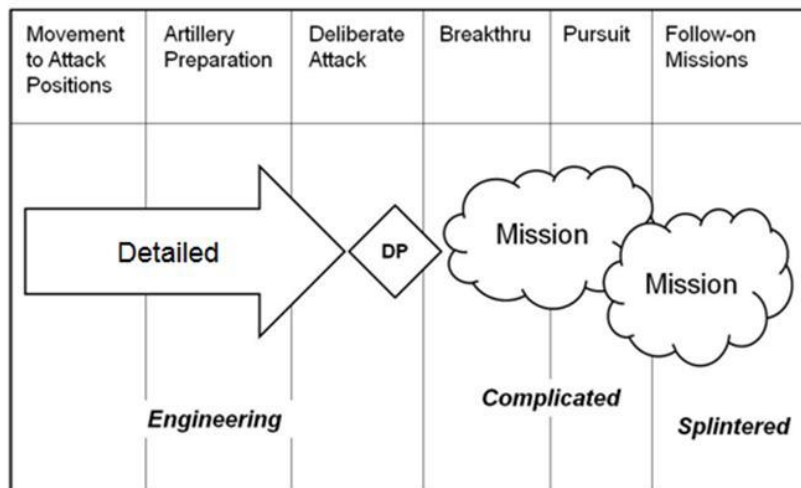 Movement
to Attack
Positions
Artillery
Preparation
Deliberate
Attack
Breakthru
Pursuit
Follow-on
Missions
Detailed
DP
Mission
Mission
Engineering
Complicated
Splintered